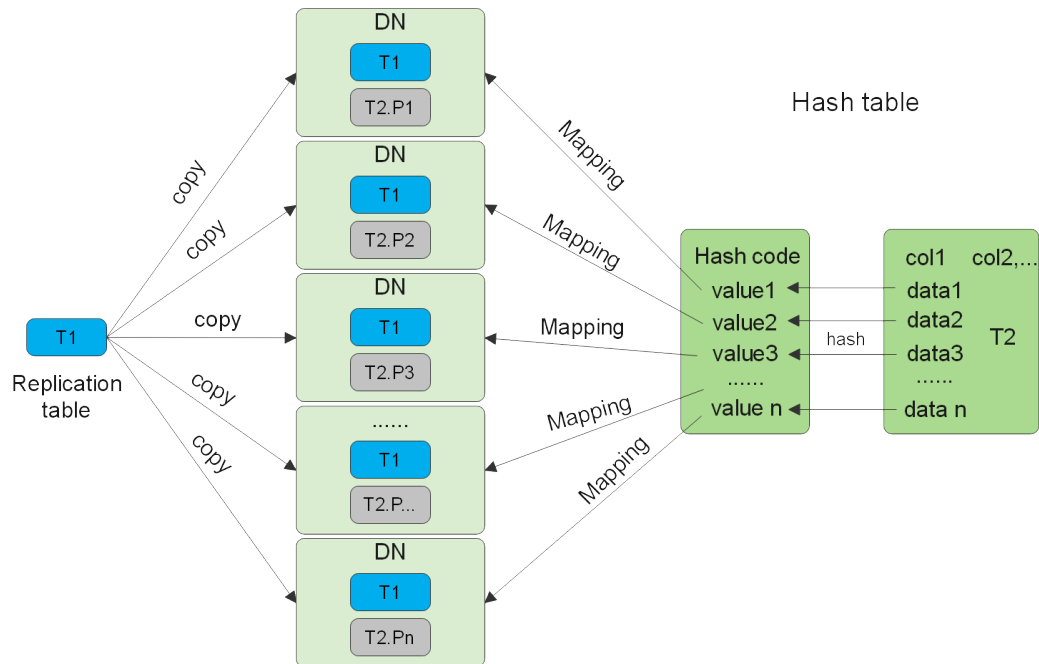 DN
T1
T2.P1
Hash table
copy
Mapping
DN
T1
T2.P2
copy
Mapping
DN
T1
T2.P3
copy
Mapping
T1
Replication
table
Hash code
value1
value2
value3
......
value n
hash
col1 col2,...
data1
data2
T2
data3
......
data n
copy
Mapping
......
T1
T2.P...
copy
Mapping
DN
T1
T2.Pn